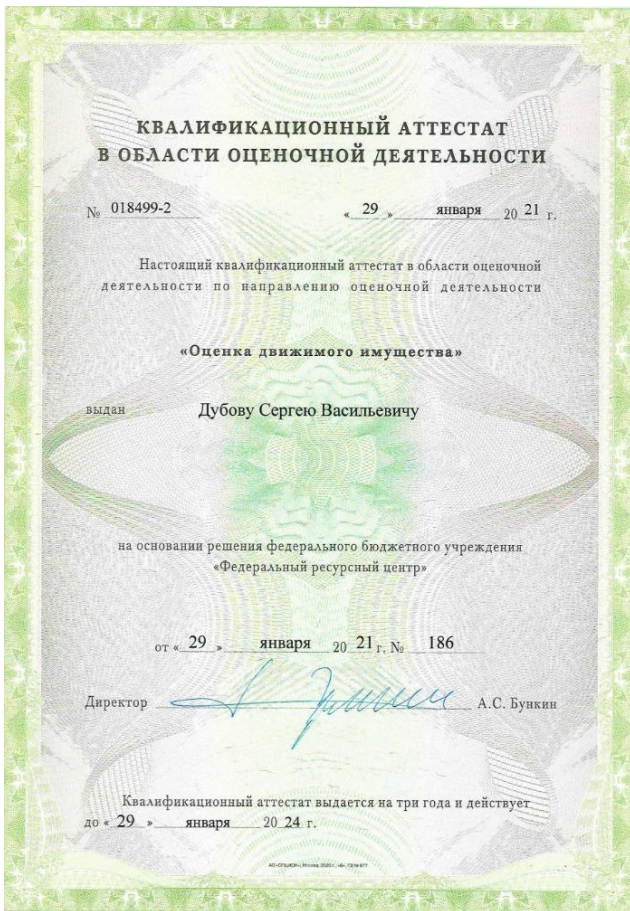 КВАЛИФИКАЦИОННЫЙ АТТЕСТАТ
В ОБЛАСТИ ОЦЕНОЧНОЙ ДЕЯТЕЛЬНОСТИ
№ 018499-2 « 29 » января 20 21 г.
Настоящий квалификационный аттестат в области оценочной
деятельности по направлению оценочной деятельности
«Оценка движимого имущества»
выдан Дубову Сергею Васильевичу
на основании решения федерального бюджетного учреждения
«Федеральный ресурсный центр»
от « 29 » января 20 21 г. № 186
Директор А.С. Бункин
Квалификационный аттестат выдается на три года и действует
до « 29 » января 20 24 г.